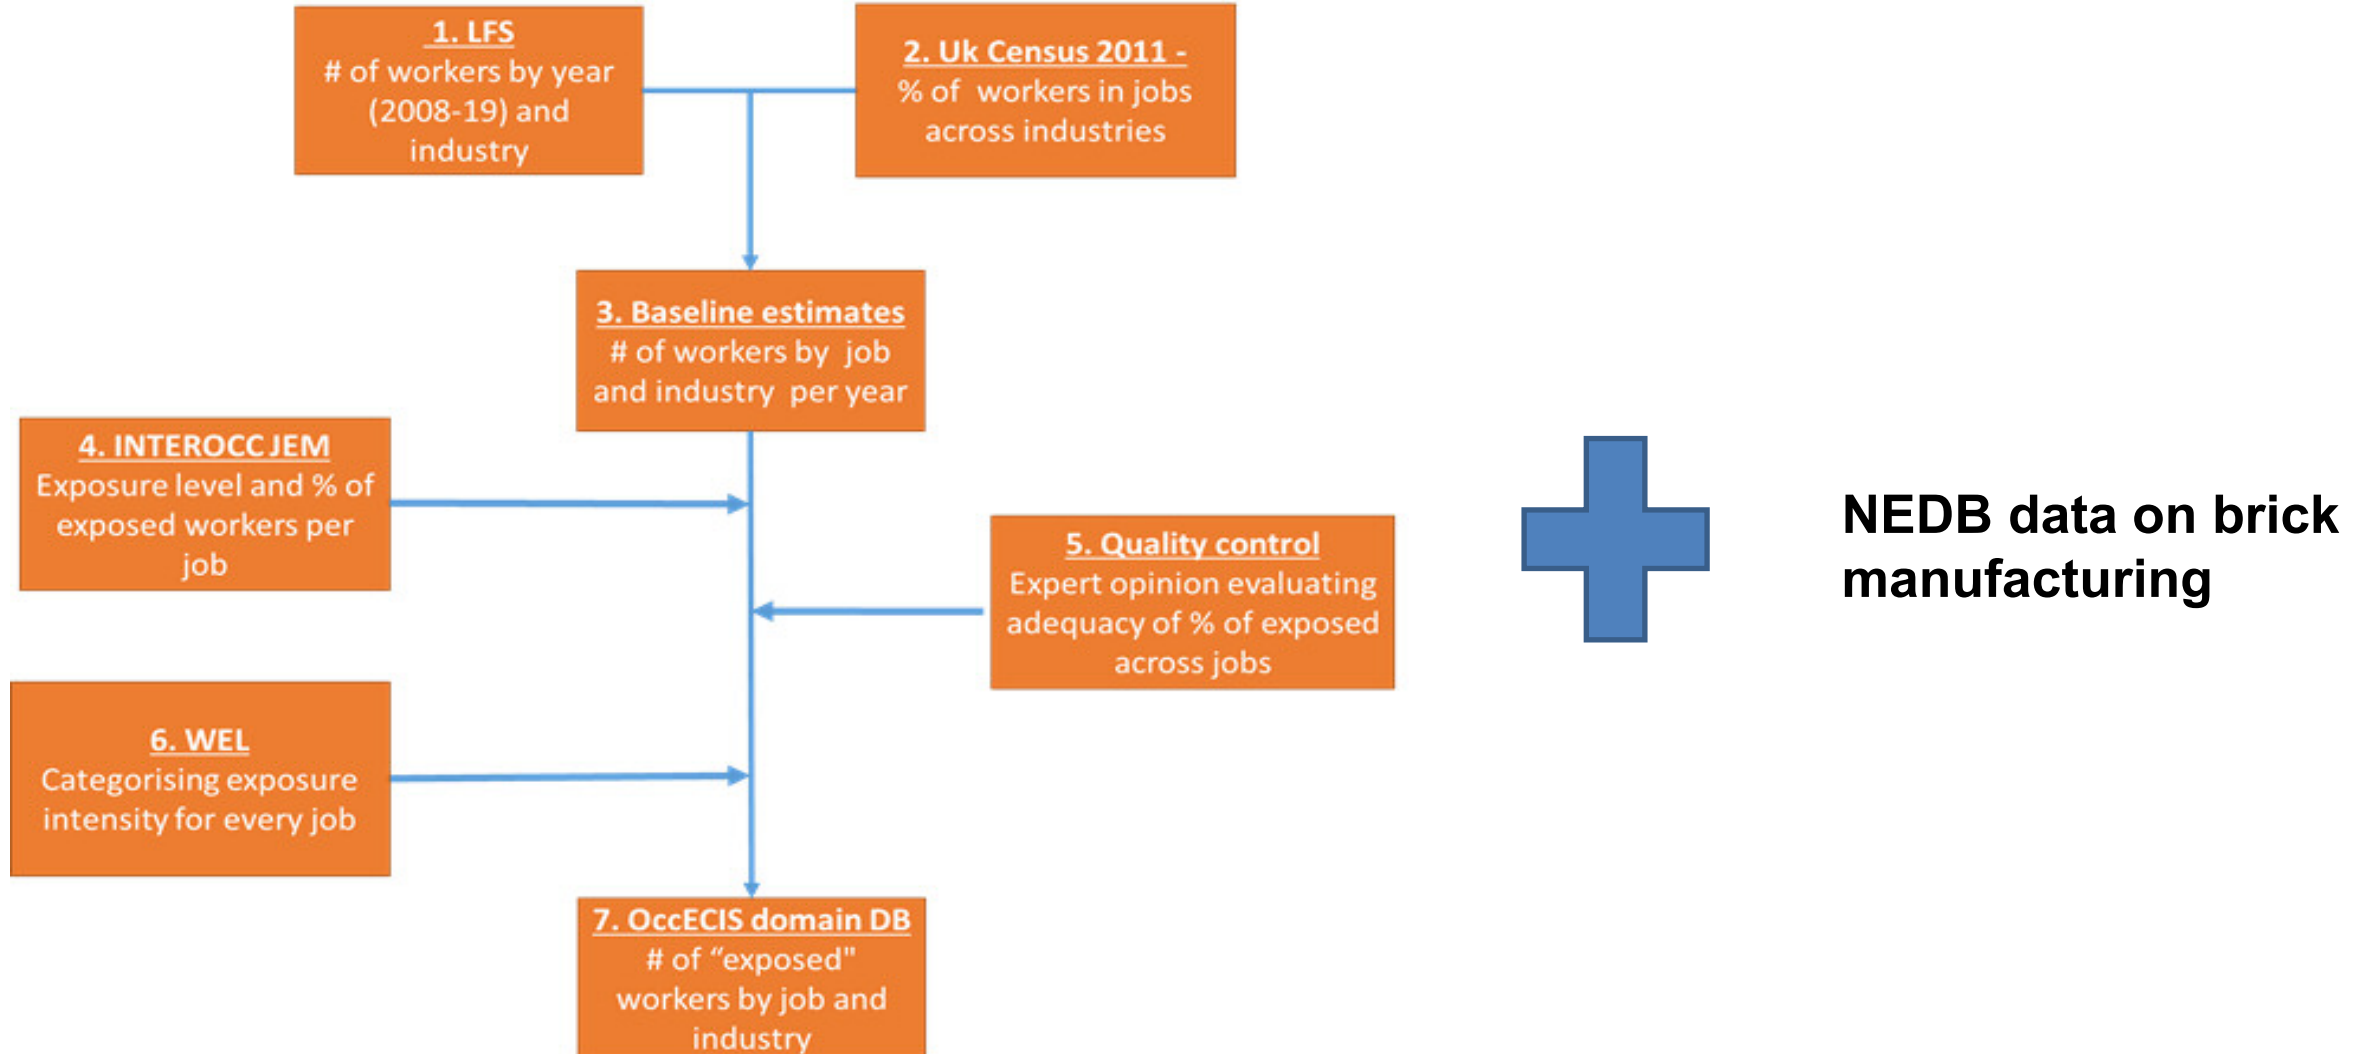 1. LFS
# of workers by year
(2008-19) and
industry
2. Uk Census 2011 -
% of workers in jobs
across industries
3. Baseline estimates
# of workers by job
and industry per year
4. INTEROCC JEM
Exposure level and % of
exposed workers per
job
5. Quality control
Expert opinion evaluating
adequacy of % of exposed
across jobs
6. WEL
Categorising exposure
intensity for every job
7. OccECIS domain DB
# of “exposed"
workers by job and
industry
NEDB data on brick
manufacturing